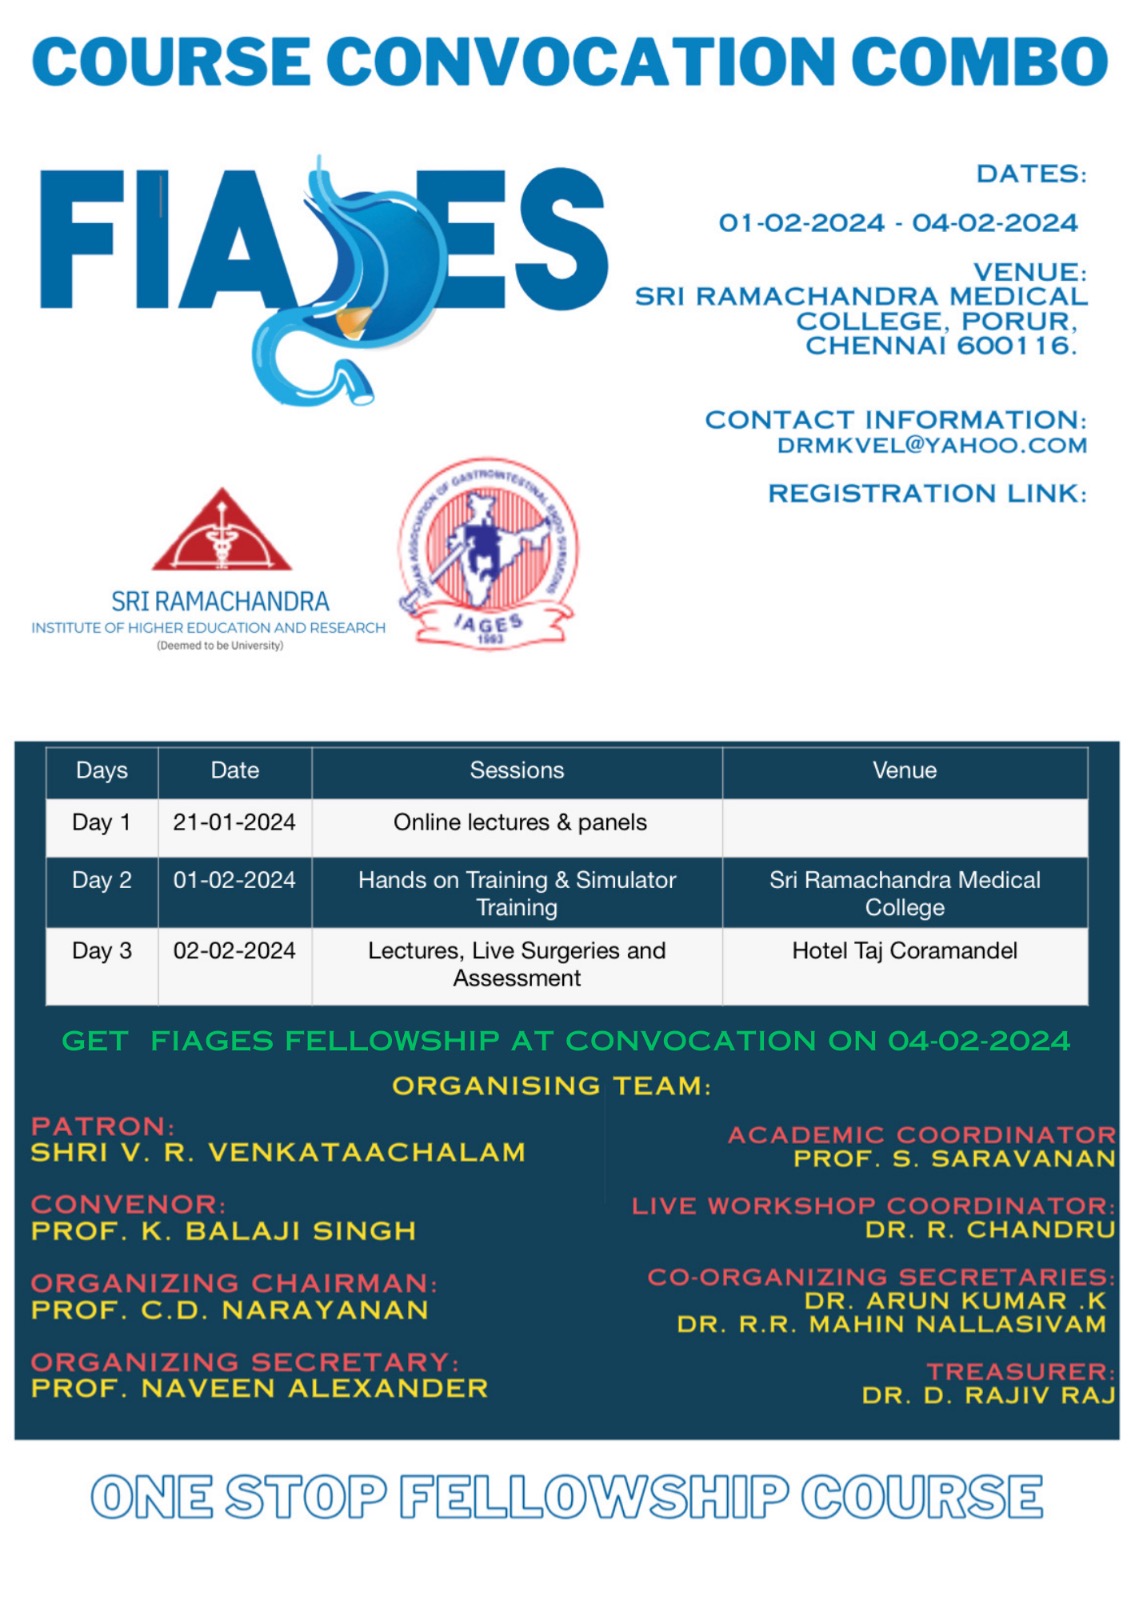 COURSE CONVOCATION COMBO
FIAGES
DATES:
01-02-2024 - 04-02-2024
VENUE:
SRI RAMACHANDRA MEDICAL
COLLEGE, PORUR,
CHENNAI 600116.
CONTACT INFORMATION:
DRMKVEL@YAHOO.COM
REGISTRATION LINK:
SRI RAMACHANDRA
INSTITUTE OF HIGHER EDUCATION AND RESEARCH
(Deemed to be University)
INDIAN ASSOCIATION OF GASTROINTESTINAL ENDO SURGEONS
IAGES
1993
Days Date Sessions Venue
Day 1 21-01-2024 Online lectures & panels
Day 2 01-02-2024 Hands on Training & Simulator Sri Ramachandra Medical
Training College
Day 3 02-02-2024 Lectures, Live Surgeries and Hotel Taj Coramandel
Assessment
GET FIAGES FELLOWSHIP AT CONVOCATION ON 04-02-2024
ORGANISING TEAM:
PATRON:
SHRI V. R. VENKATAACHALAM
CONVENOR:
PROF. K. BALAJI SINGH
ORGANIZING CHAIRMAN:
PROF. C.D. NARAYANAN
ORGANIZING SECRETARY:
PROF. NAVEEN ALEXANDER
ACADEMIC COORDINATOR
PROF. S. SARAVANAN
LIVE WORKSHOP COORDINATOR:
DR. R. CHANDRU
CO-ORGANIZING SECRETARIES:
DR. ARUN KUMAR .K
DR. R.R. MAHIN NALLASIVAM
TREASURER:
DR. D. RAJIV RAJ
ONE STOP FELLOWSHIP COURSE